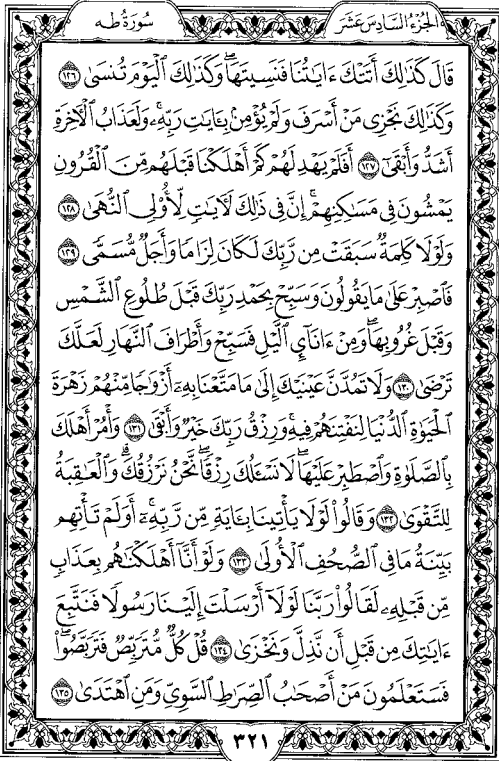 الجزء السادس عشر
سورة طه
قَالَ كَذَٰلِكَ أَتَتْكَ ءَايَٰتُنَا فَنَسِيتَهَا ۖ وَكَذَٰلِكَ ٱلْيَوْمَ تُنسَىٰ ١٢٦
وَكَذَٰلِكَ نَجْزِى مَنْ أَسْرَفَ وَلَمْ يُؤْمِنۢ بِـَٔايَٰتِ رَبِّهِۦ ۚ وَلَعَذَابُ ٱلْءَاخِرَةِ
أَشَدُّ وَأَبْقَىٰٓ ١٢٧ أَفَلَمْ يَهْدِ لَهُمْ كَمْ أَهْلَكْنَا قَبْلَهُم مِّنَ ٱلْقُرُونِ
يَمْشُونَ فِى مَسَٰكِنِهِمْ ۗ إِنَّ فِى ذَٰلِكَ لَءَايَٰتٍ لِّأُو۟لِى ٱلنُّهَىٰ ١٢٨
وَلَوْلَا كَلِمَةٌ سَبَقَتْ مِن رَّبِّكَ لَكَانَ لِزَامًا وَأَجَلٌ مُّسَمًّى ١٢٩
فَٱصْبِرْ عَلَىٰ مَا يَقُولُونَ وَسَبِّحْ بِحَمْدِ رَبِّكَ قَبْلَ طُلُوعِ ٱلشَّمْسِ
وَقَبْلَ غُرُوبِهَا ۖ وَمِنْ ءَانَآئِ ٱلَّيْلِ فَسَبِّحْ وَأَطْرَافَ ٱلنَّهَارِ لَعَلَّكَ
تَرْضَىٰ ١٣٠ وَلَا تَمُدَّنَّ عَيْنَيْكَ إِلَىٰ مَا مَتَّعْنَا بِهِۦٓ أَزْوَٰجًا مِّنْهُمْ زَهْرَةَ
ٱلْحَيَوٰةِ ٱلدُّنْيَا لِنَفْتِنَهُمْ فِيهِ ۚ وَرِزْقُ رَبِّكَ خَيْرٌ وَأَبْقَىٰ ١٣١ وَأْمُرْ أَهْلَكَ
بِٱلصَّلَوٰةِ وَٱصْطَبِرْ عَلَيْهَا ۖ لَا نَسْـَٔلُكَ رِزْقًا ۖ نَّحْنُ نَرْزُقُكَ ۗ وَٱلْعَٰقِبَةُ
لِلتَّقْوَىٰ ١٣٢ وَقَالُوا۟ لَوْلَا يَأْتِينَا بِـَٔايَةٍ مِّن رَّبِّهِۦٓ ۚ أَوَلَمْ تَأْتِهِم
بَيِّنَةُ مَا فِى ٱلصُّحُفِ ٱلْأُولَىٰ ١٣٣ وَلَوْ أَنَّآ أَهْلَكْنَٰهُم بِعَذَابٍ
مِّن قَبْلِهِۦ لَقَالُوا۟ رَبَّنَا لَوْلَآ أَرْسَلْتَ إِلَيْنَا رَسُولًا فَنَتَّبِعَ
ءَايَٰتِكَ مِن قَبْلِ أَن نَّذِلَّ وَنَخْزَىٰ ١٣٤ قُلْ كُلٌّ مُّتَرَبِّصٌ فَتَرَبَّصُوا۟ ۖ
فَسَتَعْلَمُونَ مَنْ أَصْحَٰبُ ٱلصِّرَٰطِ ٱلسَّوِىِّ وَمَنِ ٱهْتَدَىٰ ١٣٥
٣٢١